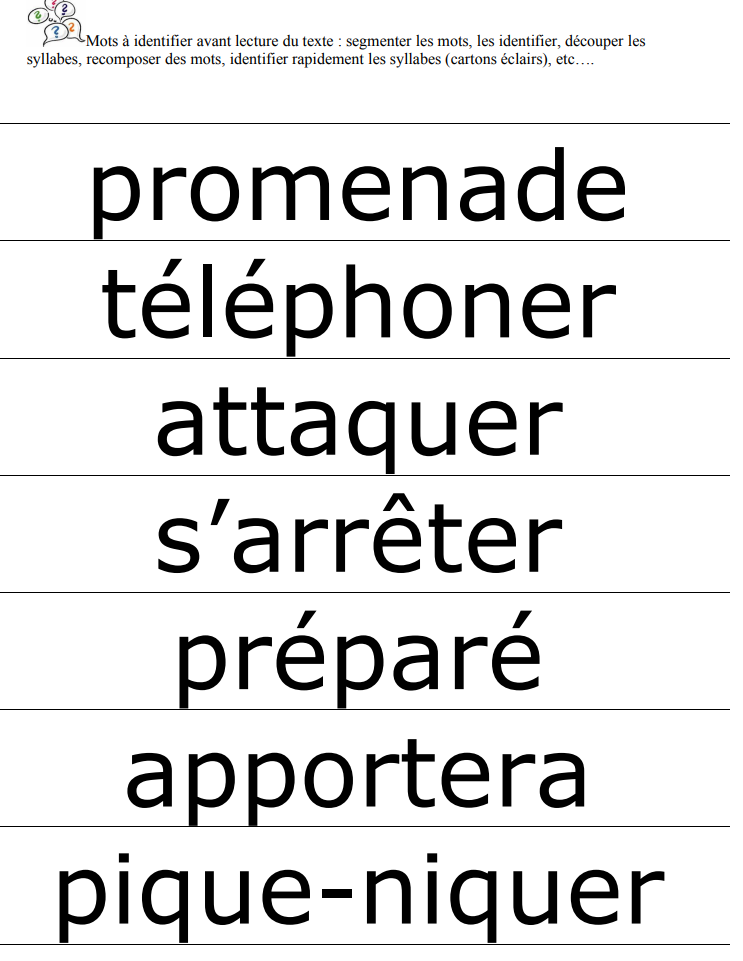 Mots à identifier avant lecture du texte : segmenter les mots, les identifier, découper les
syllabes, recomposer des mots, identifier rapidement les syllabes (cartons éclairs), etc….
promenade
téléphoner
attaquer
s’arrêter
préparé
apportera
pique-niquer